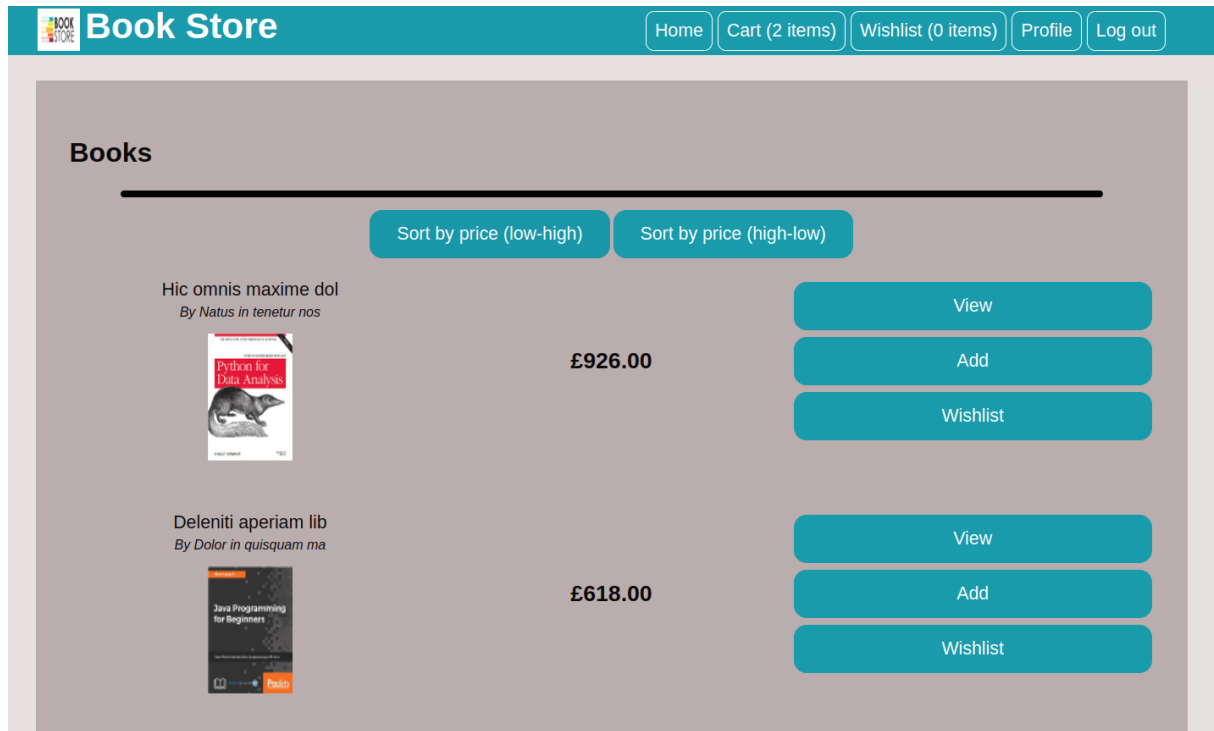 BOOK
STORE
Book Store
Home
Cart (2 items)
Wishlist (0 items)
Profile
Log out
Books
Sort by price (low-high)
Sort by price (high-low)
Hic omnis maxime dol
By Natus in tenetur nos
Python for
Data Analysis
£926.00
View
Add
Wishlist
Deleniti aperiam lib
By Dolor in quisquam ma
Java Programming
for Beginners
Packt
£618.00
View
Add
Wishlist